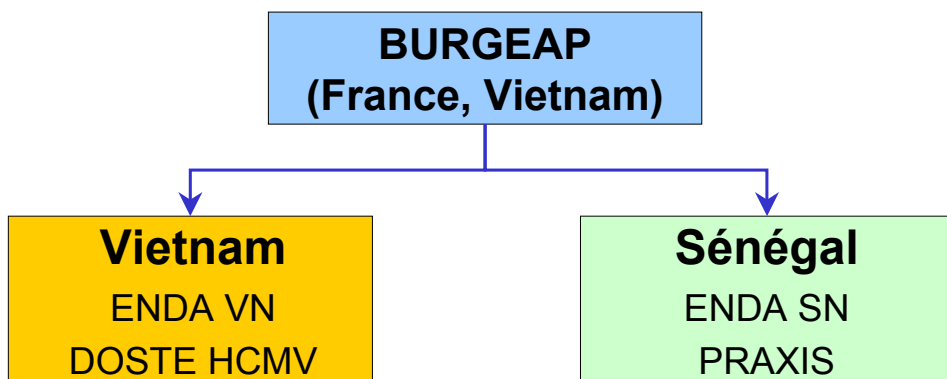 BURGEAP
(France, Vietnam)
Vietnam
ENDA VN
DOSTE HCMV
Sénégal
ENDA SN
PRAXIS